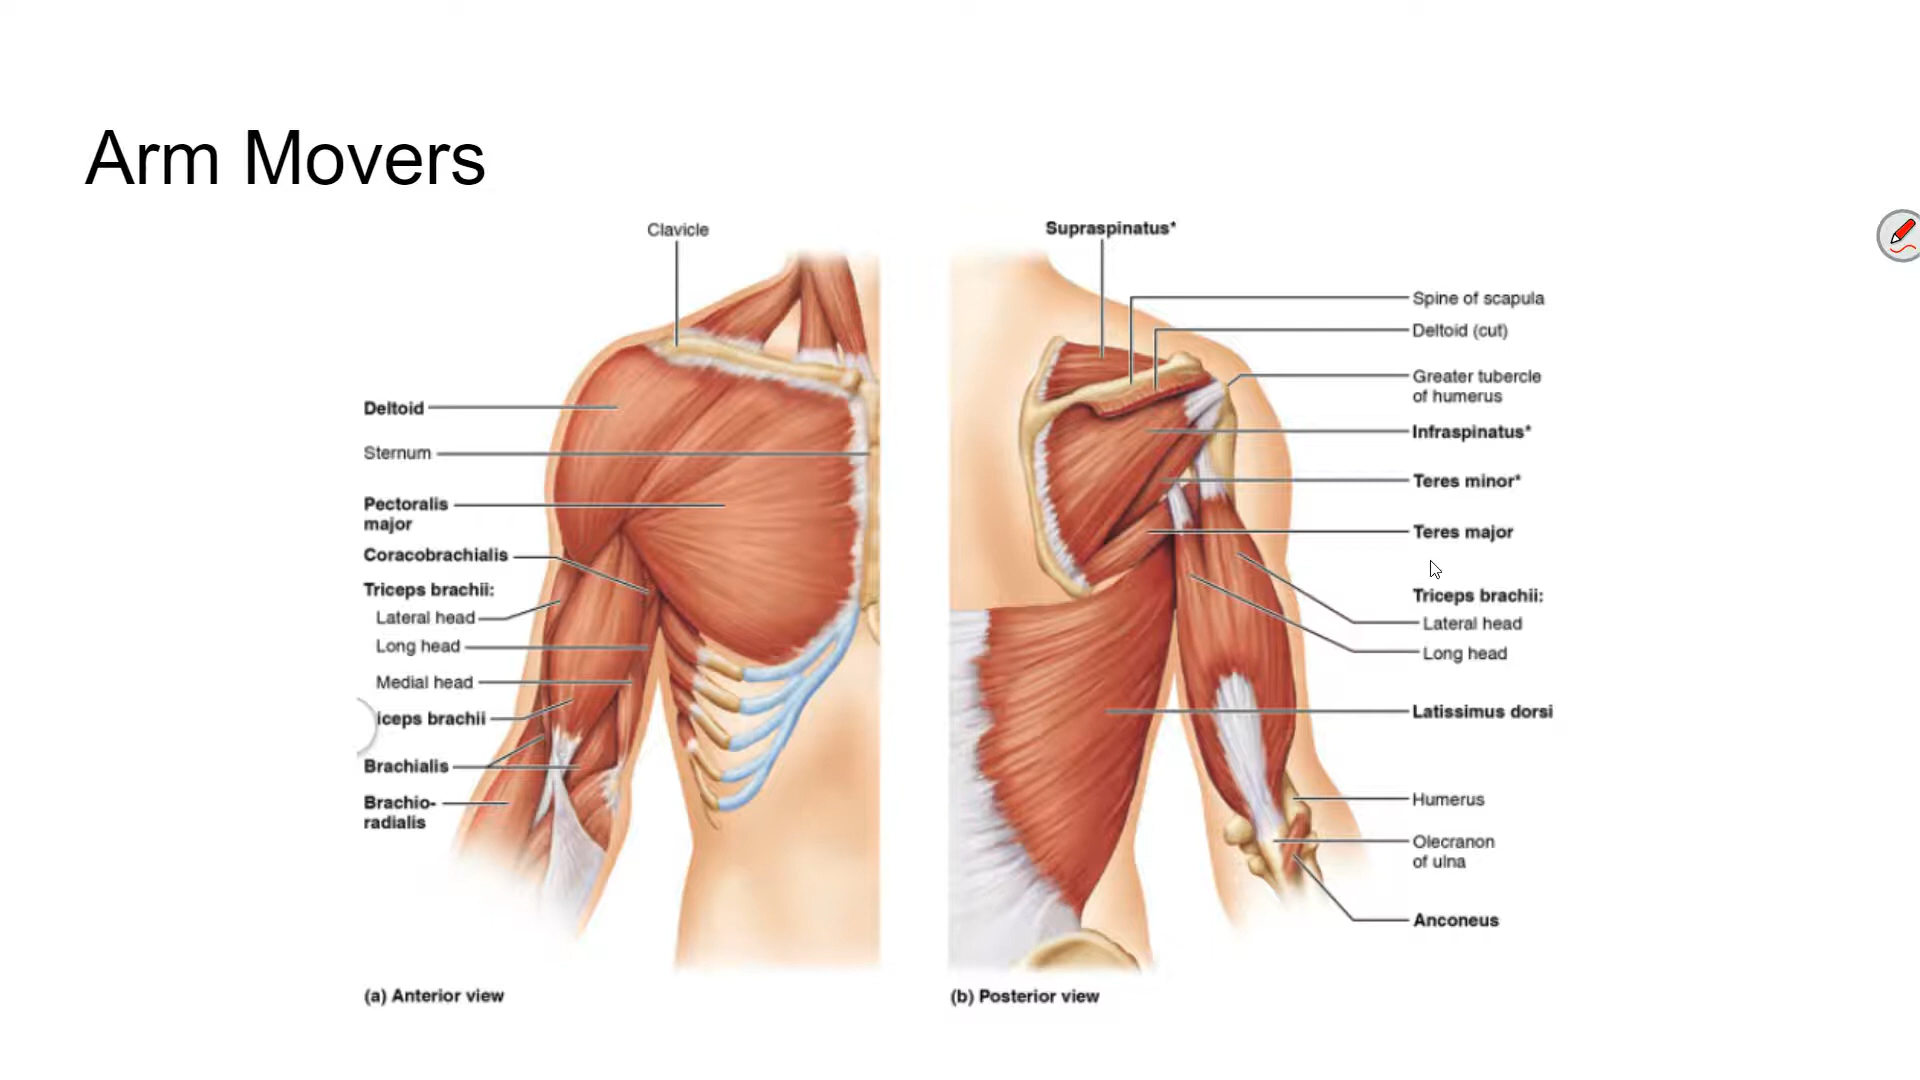 Arm Movers
Clavicle
Deltoid
Sternum
Pectoralis
major
Coracobrachialis
Triceps brachii:
Lateral head
Long head
Medial head
iceps brachii
Brachialis
Brachio-
radialis
(a) Anterior view
Supraspinatus*
Spine of scapula
Deltoid (cut)
Greater tubercle
of humerus
Infraspinatus*
Teres minor*
Teres major
Triceps brachii:
Lateral head
Long head
Latissimus dorsi
Humerus
Olecranon
of ulna
Anconeus
(b) Posterior view